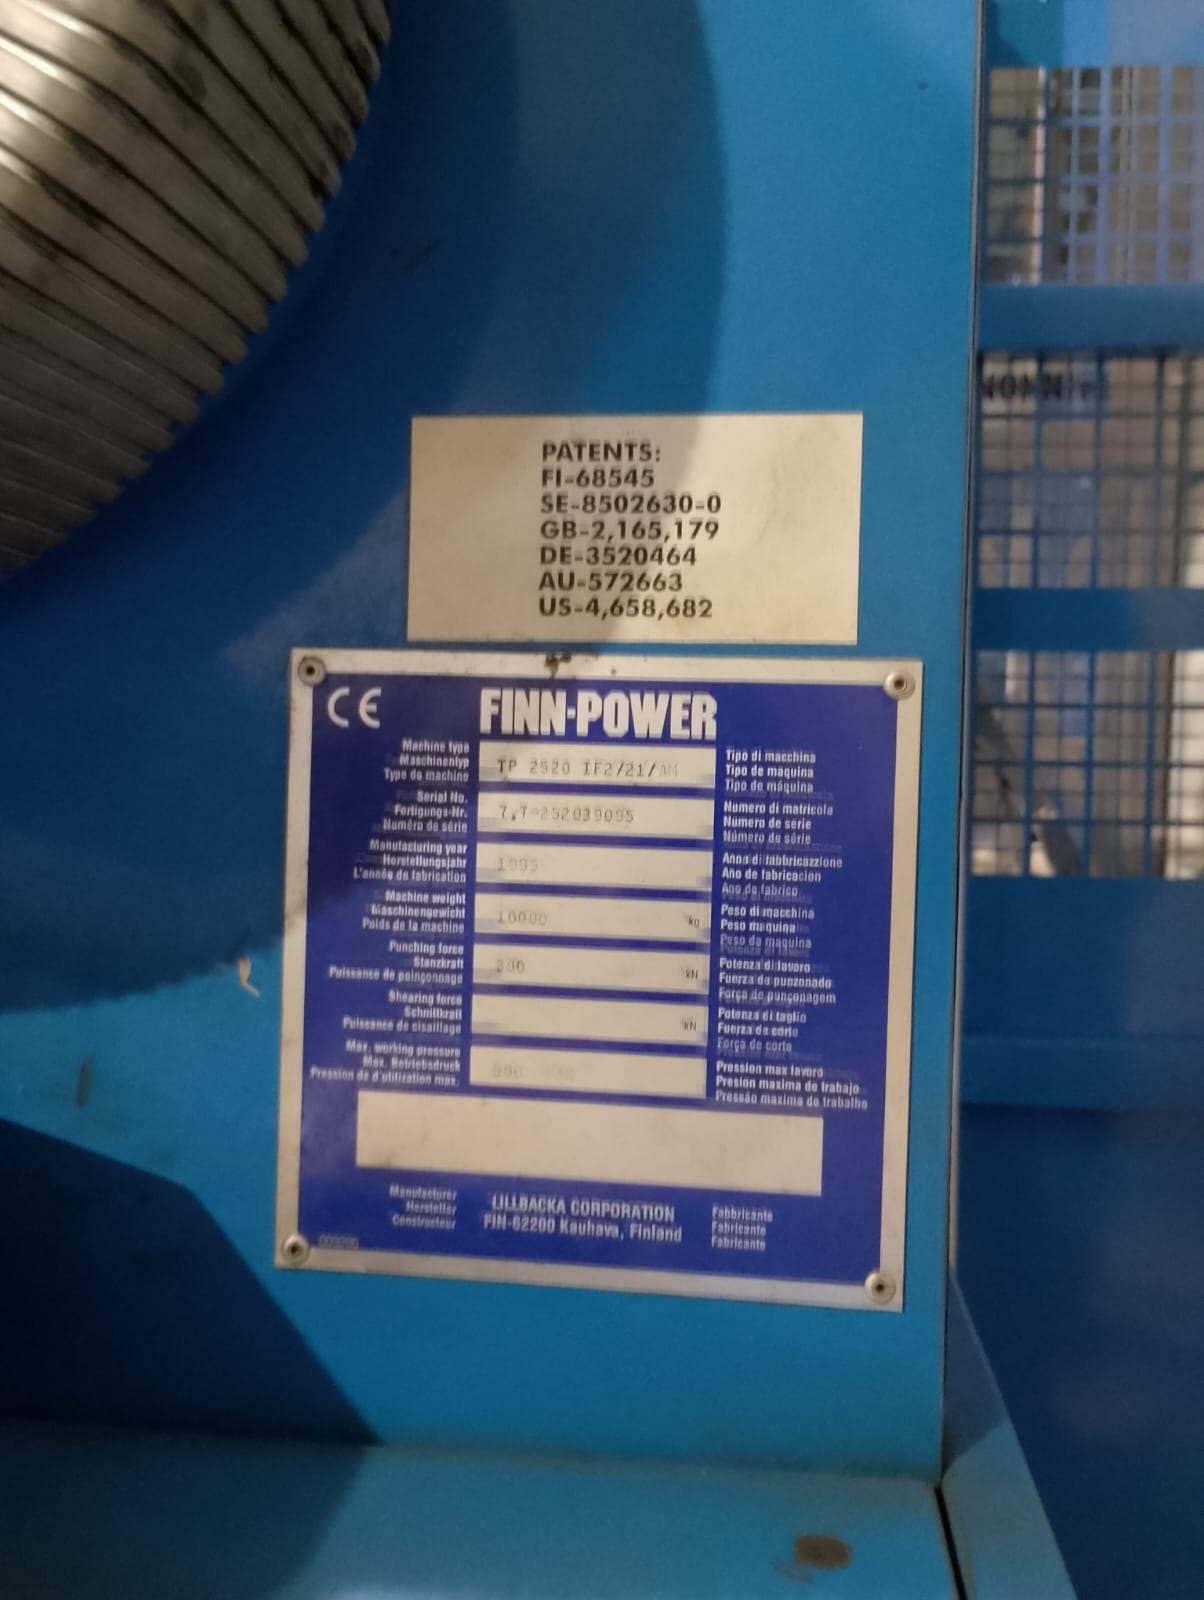 PATENTS:
FI-68545
SE-8502630-0
GB-2,165,179
DE-3520464
AU-572663
US-4,658,682
CE
FINN-POWER
Machine type
Maschinentyp
Type de machine
TP 2520 IF2/21/AM
Tipo di macchina
Tipo de maquina
Tipo de máquina
Serial No.
Fertigungs-Nr.
Numéro de série
Numero di matricola
Numero de serie
Número de série
Manufacturing year
Herstellungsjahr
L'année de fabrication
1995
Anno di fabbricazzione
Año de fabricacion
Ano de fabrico
Machine weight
Maschinengewicht
Poids de la machine
10000 kg
Peso di macchina
Peso maquina
Peso da maquina
Punching force
Stanzkraft
Puissance de poinçonnage
300 kN
Potenza di lavoro
Fuerza de punzonado
Força de punçonagem
Shearing force
Schnittkraft
Puissance de cisaillage
kN
Potenza di taglio
Fuerza de corte
Força de corte
Max. working pressure
Max. Betriebsdruck
Pression de d'utilization max.
Pression max lavoro
Presion maxima de trabajo
Pressão maxima de trabalho
Manufacturer
Hersteller
Constructeur
LILLBACKA CORPORATION
FIN-62200 Kauhava, Finland
Fabbricante
Fabricante
Fabricante